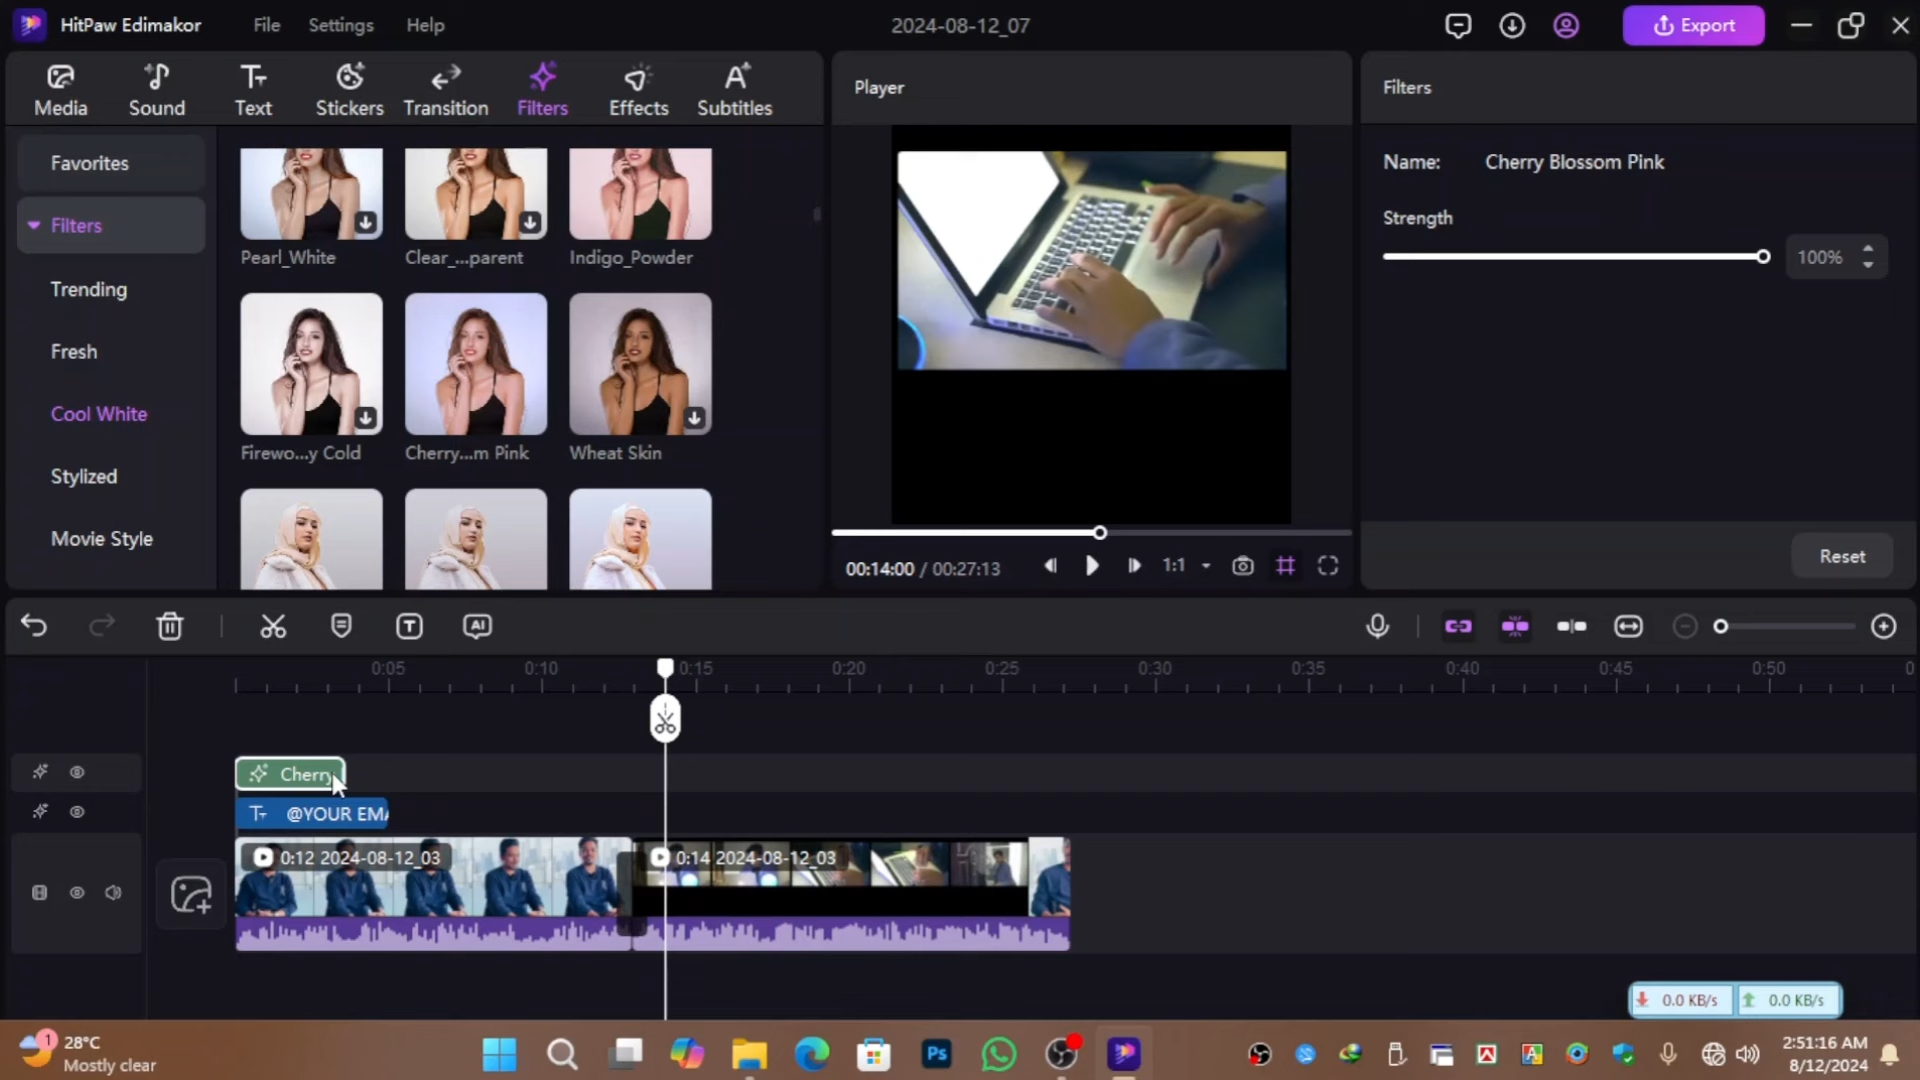 HitPaw Edimakor
File
Settings
Help
2024-08-12_07
Export
Media
Sound
Text
Stickers
Transition
Filters
Effects
Subtitles
Player
Filters
Favorites
Filters
Trending
Fresh
Cool White
Stylized
Movie Style
Pearl_White
Clear_...parent
Indigo_Powder
Firewo...y Cold
Cherry...m Pink
Wheat Skin
Name:
Cherry Blossom Pink
Strength
100%
00:14:00 / 00:27:13
1:1
Reset
AI
0:05
0:10
0:15
0:20
0:25
0:30
0:35
0:40
0:45
0:50
0
Cherry
@YOUR EMA
0:12 2024-08-12_03
0:14 2024-08-12_03
0.0 KB/s
0.0 KB/s
1
28°C
Mostly clear
Ps
2:51:16 AM
8/12/2024